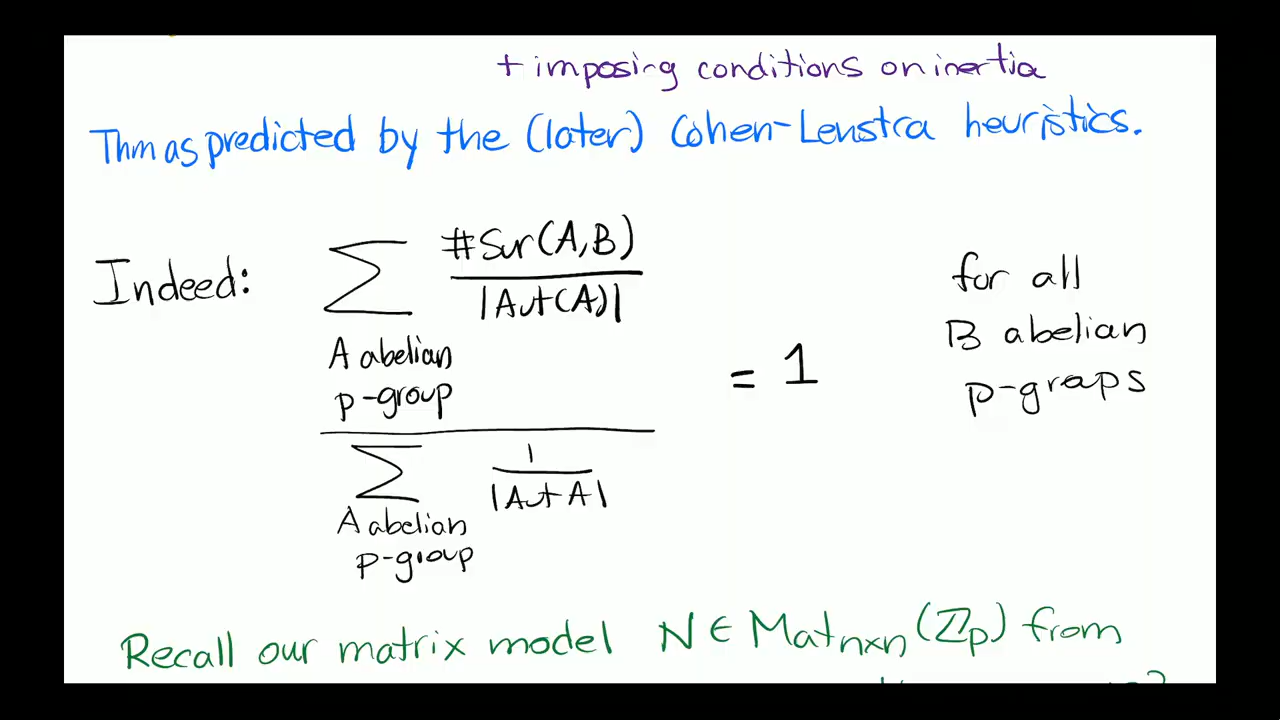 + imposing conditions on inertia
Thm as predicted by the (later) Cohen-Lenstra heuristics.
Indeed: ∑ #Sur(A,B)
|Aut(A)|
A abelian
p-group
= 1
for all
B abelian
p-graps
∑ 1
|Aut A|
A abelian
p-group
Recall our matrix model N ∈ Mat_{n×n} (ℤ_p) from